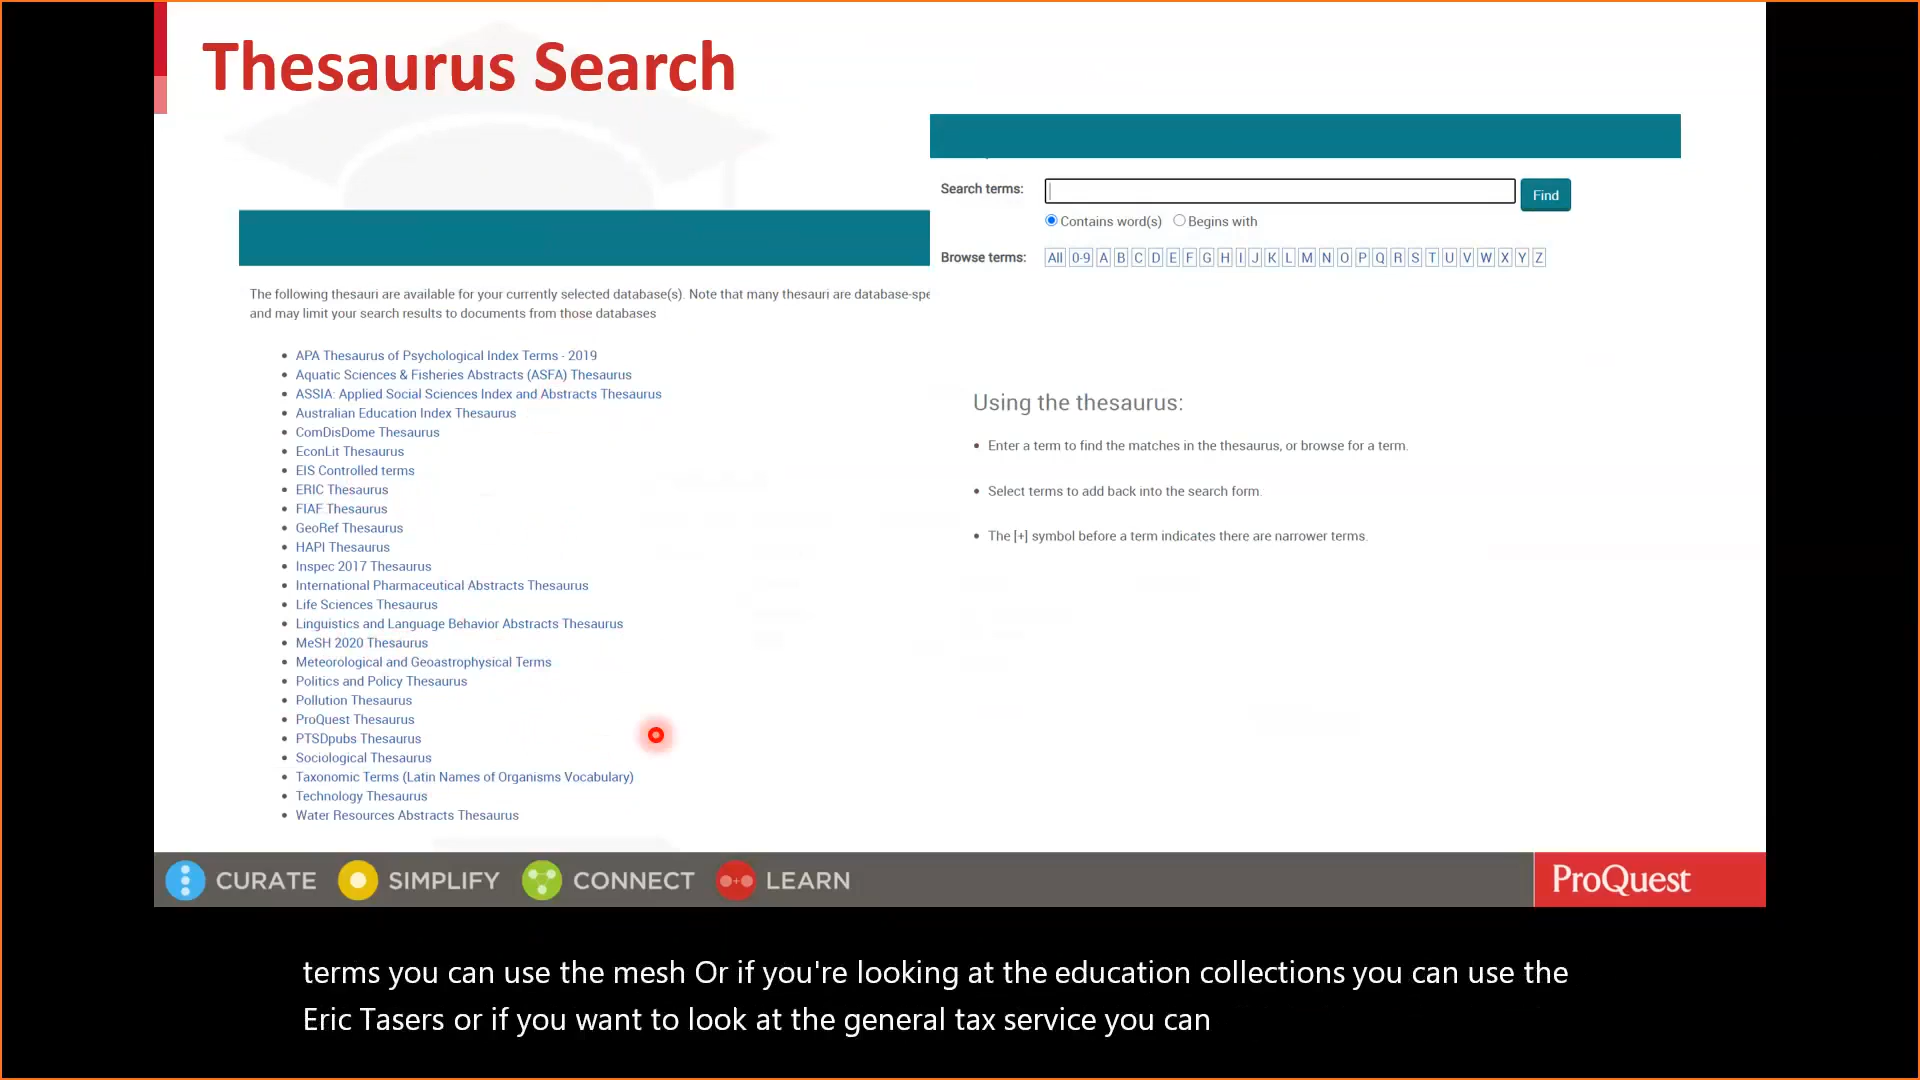 Thesaurus Search
The following thesauri are available for your currently selected database(s). Note that many thesauri are database-spe
and may limit your search results to documents from those databases
APA Thesaurus of Psychological Index Terms - 2019
Aquatic Sciences & Fisheries Abstracts (ASFA) Thesaurus
ASSIA: Applied Social Sciences Index and Abstracts Thesaurus
Australian Education Index Thesaurus
ComDisDome Thesaurus
EconLit Thesaurus
EIS Controlled terms
ERIC Thesaurus
FIAF Thesaurus
GeoRef Thesaurus
HAPI Thesaurus
Inspec 2017 Thesaurus
International Pharmaceutical Abstracts Thesaurus
Life Sciences Thesaurus
Linguistics and Language Behavior Abstracts Thesaurus
MeSH 2020 Thesaurus
Meteorological and Geoastrophysical Terms
Politics and Policy Thesaurus
Pollution Thesaurus
ProQuest Thesaurus
PTSDpubs Thesaurus
Sociological Thesaurus
Taxonomic Terms (Latin Names of Organisms Vocabulary)
Technology Thesaurus
Water Resources Abstracts Thesaurus
Search terms: Find
Contains word(s) Begins with
Browse terms: All 0-9 A B C D E F G H I J K L M N O P Q R S T U V W X Y Z
Using the thesaurus:
Enter a term to find the matches in the thesaurus, or browse for a term.
Select terms to add back into the search form.
The [+] symbol before a term indicates there are narrower terms.
CURATE SIMPLIFY CONNECT LEARN ProQuest
terms you can use the mesh Or if you're looking at the education collections you can use the
Eric Tasers or if you want to look at the general tax service you can